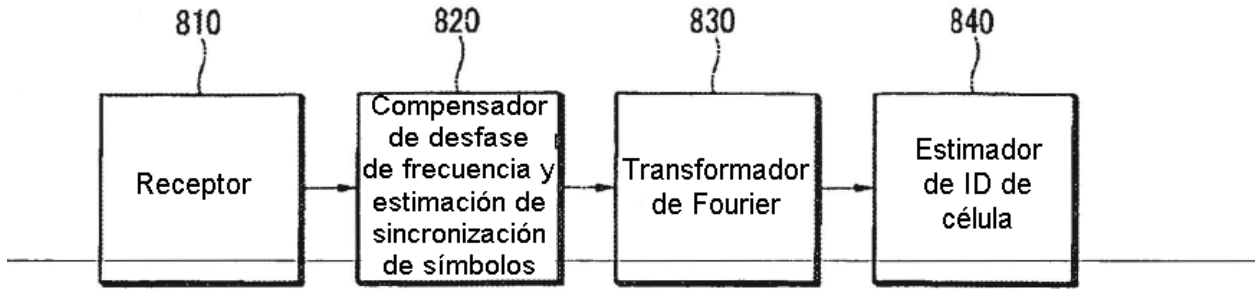 810
820
830
840
Receptor
Compensador
de desfase
de frecuencia y
estimación de
sincronización
de símbolos
Transformador
de Fourier
Estimador
de ID de
célula